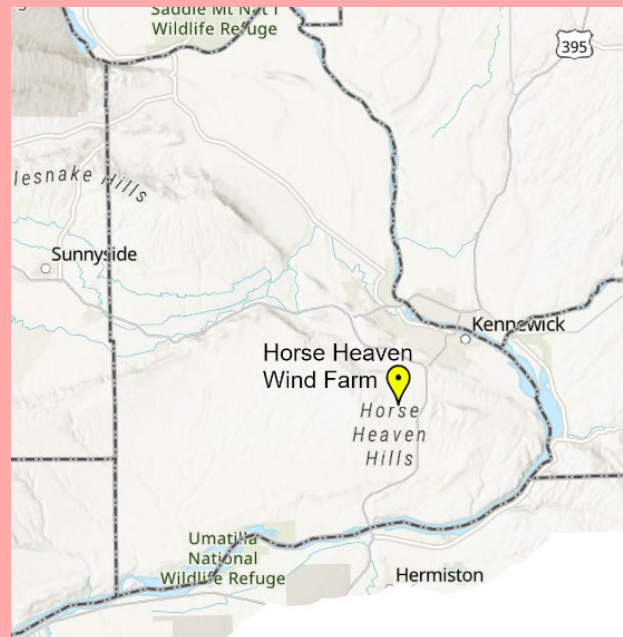 Saddle Mt Nat'l
Wildlife Refuge
395
lesnake Hills
Sunnyside
Kennewick
Horse Heaven
Wind Farm
Horse
Heaven
Hills
Umatilla
National
Wildlife Refuge
Hermiston